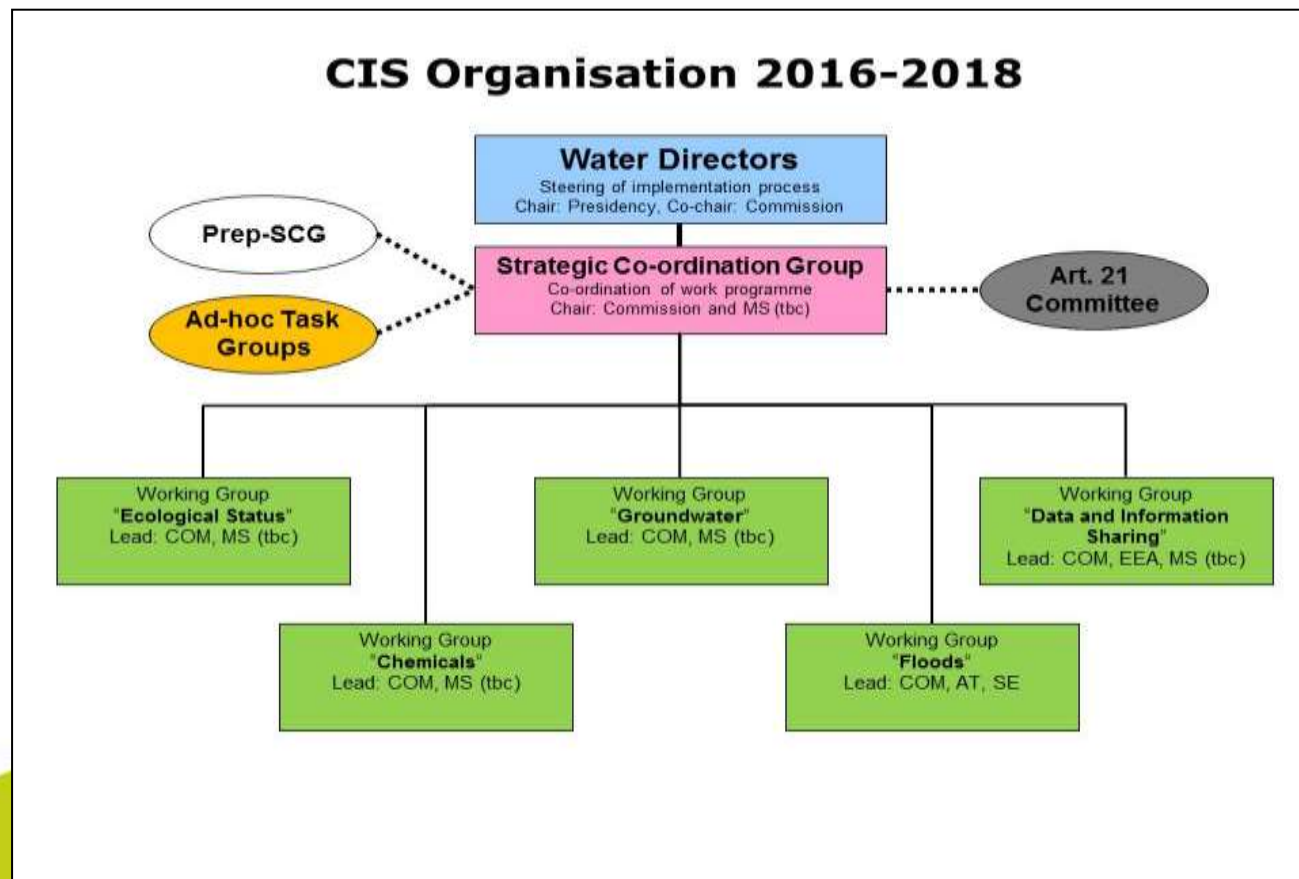 CIS Organisation 2016-2018
Water Directors
Steering of implementation process
Chair: Presidency, Co-chair: Commission
Prep-SCG
Strategic Co-ordination Group
Co-ordination of work programme
Chair: Commission and MS (tbc)
Art. 21
Committee
Ad-hoc Task
Groups
Working Group
"Ecological Status"
Lead: COM, MS (tbc)
Working Group
"Groundwater"
Lead: COM, MS (tbc)
Working Group
"Data and Information
Sharing"
Lead: COM, EEA, MS (tbc)
Working Group
"Chemicals"
Lead: COM, MS (tbc)
Working Group
"Floods"
Lead: COM, AT, SE